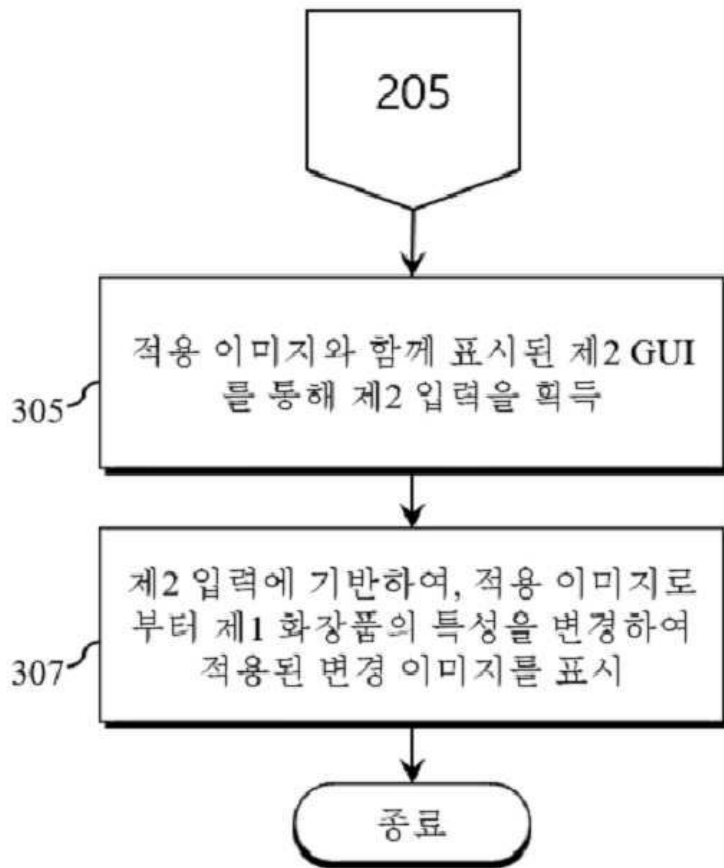 205
305
적용 이미지와 함께 표시된 제2 GUI
를 통해 제2 입력을 획득
307
제2 입력에 기반하여, 적용 이미지로
부터 제1 화장품의 특성을 변경하여
적용된 변경 이미지를 표시
종료